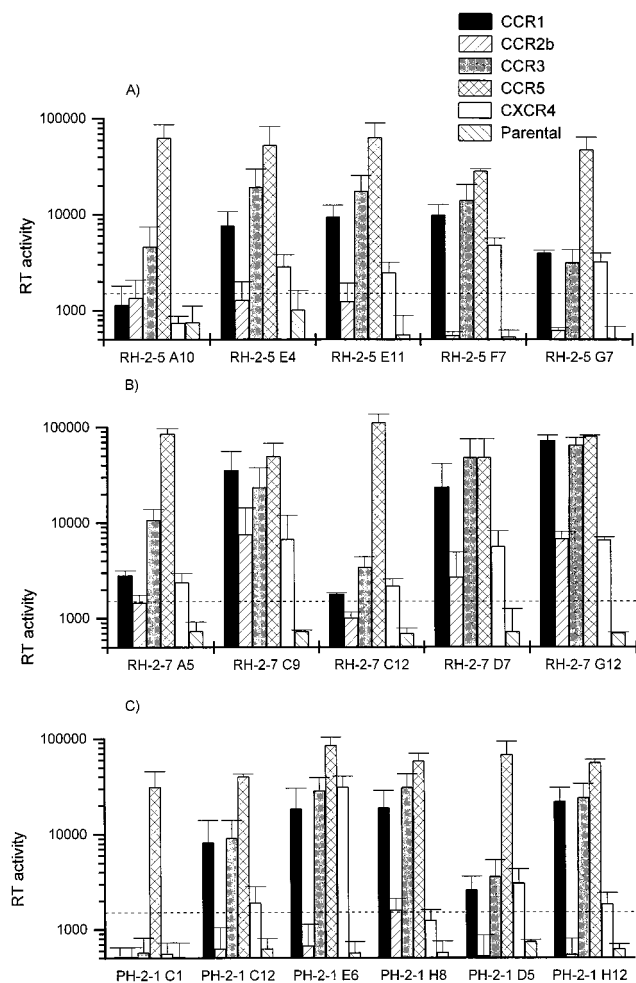 CCR1
CCR2b
CCR3
CCR5
CXCR4
Parental
A)
100000
10000
1000
RT activity
RH-2-5 A10 RH-2-5 E4 RH-2-5 E11 RH-2-5 F7 RH-2-5 G7
B)
100000
10000
1000
RT activity
RH-2-7 A5 RH-2-7 C9 RH-2-7 C12 RH-2-7 D7 RH-2-7 G12
C)
100000
10000
1000
RT activity
PH-2-1 C1 PH-2-1 C12 PH-2-1 E6 PH-2-1 H8 PH-2-1 D5 PH-2-1 H12